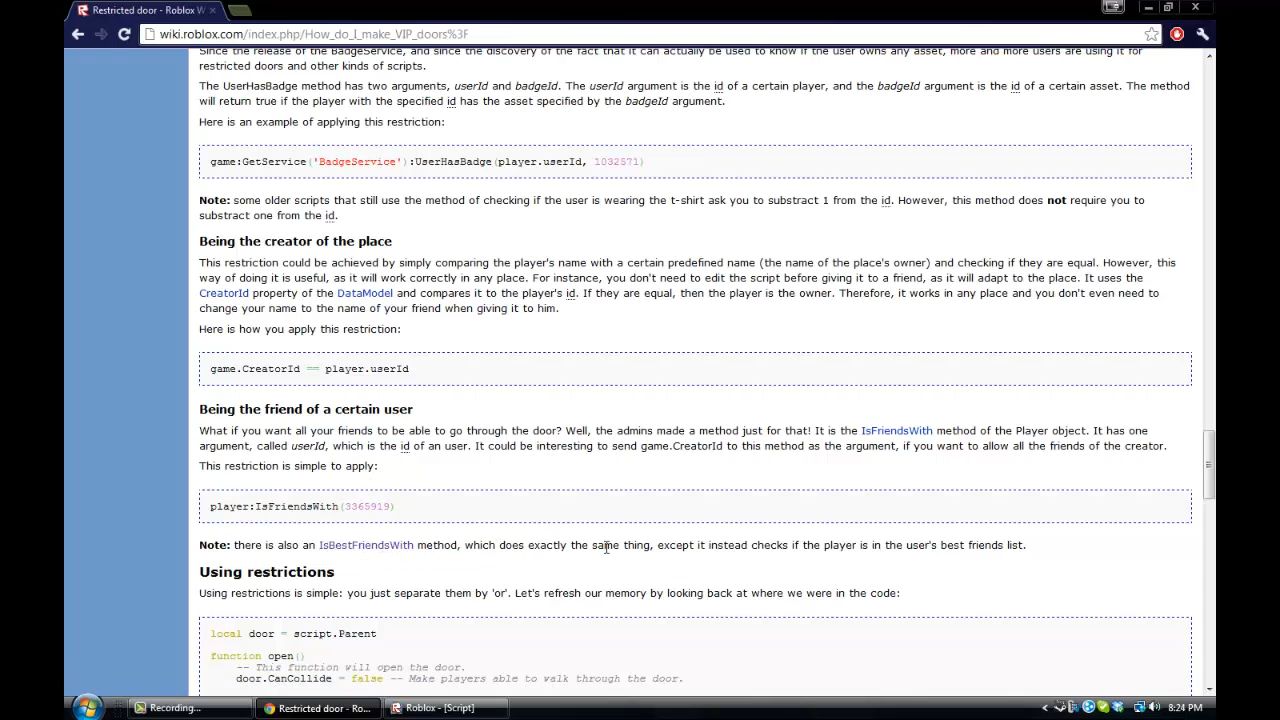 Restricted door - Roblox W
wiki.roblox.com/index.php/How_do_I_make_VIP_doors%3F
Since the release of the BadgeService, and since the discovery of the fact that it can actually be used to know if the user owns any asset, more and more users are using it for
restricted doors and other kinds of scripts.
The UserHasBadge method has two arguments, userId and badgeId. The userId argument is the id of a certain player, and the badgeId argument is the id of a certain asset. The method
will return true if the player with the specified id has the asset specified by the badgeId argument.
Here is an example of applying this restriction:
game:GetService('BadgeService'):UserHasBadge(player.userId, 1032571)
Note: some older scripts that still use the method of checking if the user is wearing the t-shirt ask you to substract 1 from the id. However, this method does not require you to
substract one from the id.
Being the creator of the place
This restriction could be achieved by simply comparing the player's name with a certain predefined name (the name of the place's owner) and checking if they are equal. However, this
way of doing it is useful, as it will work correctly in any place. For instance, you don't need to edit the script before giving it to a friend, as it will adapt to the place. It uses the
CreatorId property of the DataModel and compares it to the player's id. If they are equal, then the player is the owner. Therefore, it works in any place and you don't even need to
change your name to the name of your friend when giving it to him.
Here is how you apply this restriction:
game.CreatorId == player.userId
Being the friend of a certain user
What if you want all your friends to be able to go through the door? Well, the admins made a method just for that! It is the IsFriendsWith method of the Player object. It has one
argument, called userId, which is the id of an user. It could be interesting to send game.CreatorId to this method as the argument, if you want to allow all the friends of the creator.
This restriction is simple to apply:
player:IsFriendsWith(3365919)
Note: there is also an IsBestFriendsWith method, which does exactly the same thing, except it instead checks if the player is in the user's best friends list.
Using restrictions
Using restrictions is simple: you just separate them by 'or'. Let's refresh our memory by looking back at where we were in the code:
local door = script.Parent
function open()
-- This function will open the door.
door.CanCollide = false -- Make players able to walk through the door.
Recording...
Restricted door - Ro...
Roblox - [Script]
8:24 PM